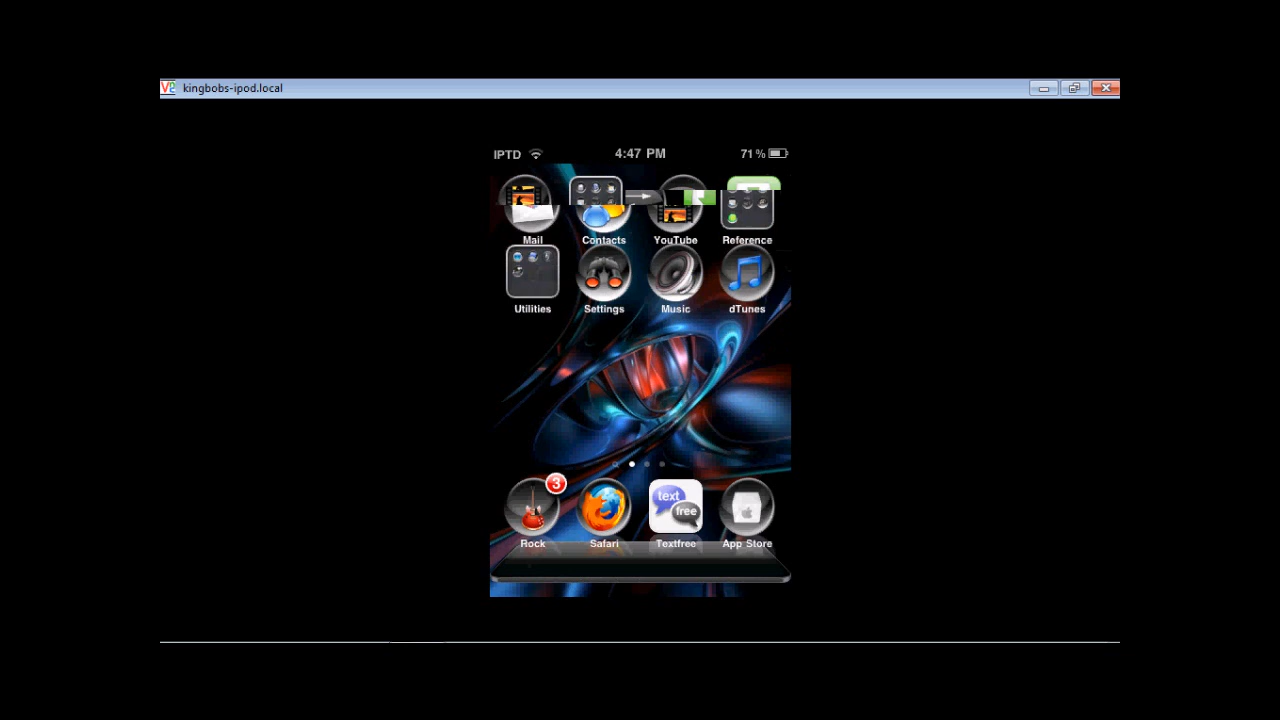 kingbobs-ipod.local
IPTD 4:47 PM 71%
Mail Contacts YouTube Reference
Utilities Settings Music dTunes
3
text
free
Rock Safari Textfree App Store